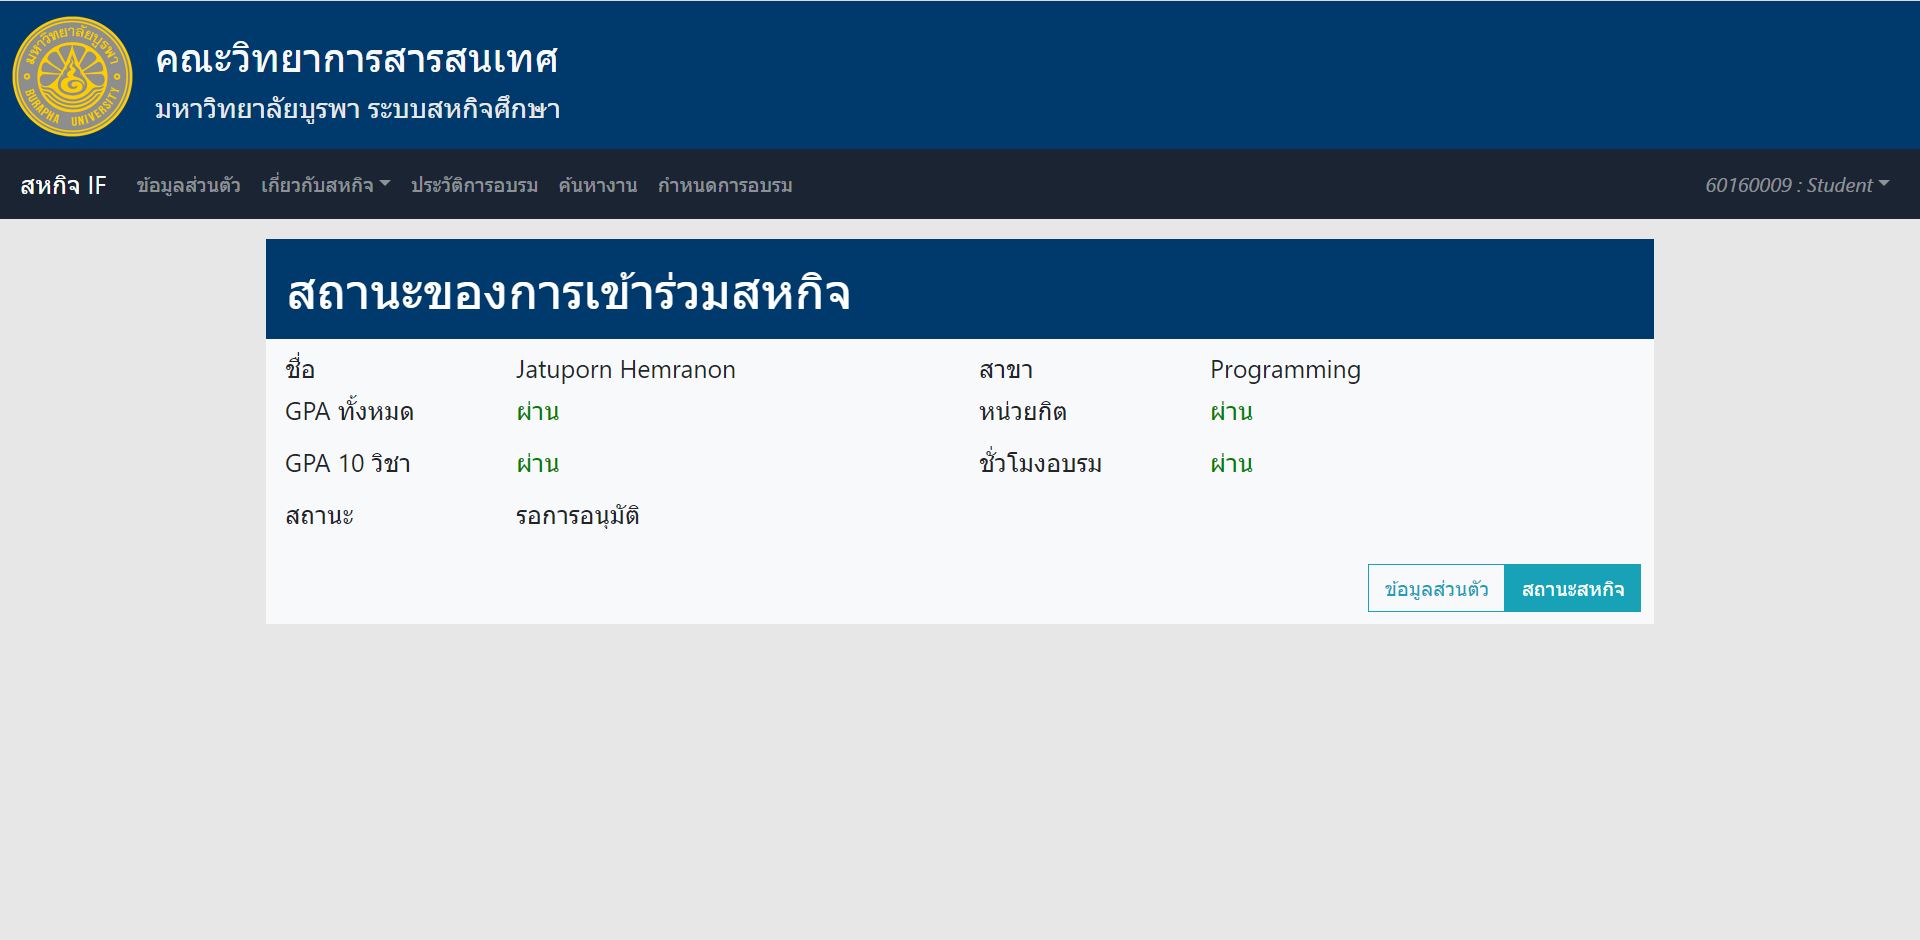 มหาวิทยาลัยบูรพา
BURAPHA UNIVERSITY
คณะวิทยาการสารสนเทศ
มหาวิทยาลัยบูรพา ระบบสหกิจศึกษา
สหกิจ IF ข้อมูลส่วนตัว เกี่ยวกับสหกิจ ประวัติการอบรม ค้นหางาน กำหนดการอบรม 60160009 : Student
สถานะของการเข้าร่วมสหกิจ
ชื่อ Jatuporn Hemranon สาขา Programming
GPA ทั้งหมด ผ่าน หน่วยกิต ผ่าน
GPA 10 วิชา ผ่าน ชั่วโมงอบรม ผ่าน
สถานะ รอการอนุมัติ
ข้อมูลส่วนตัว สถานะสหกิจ